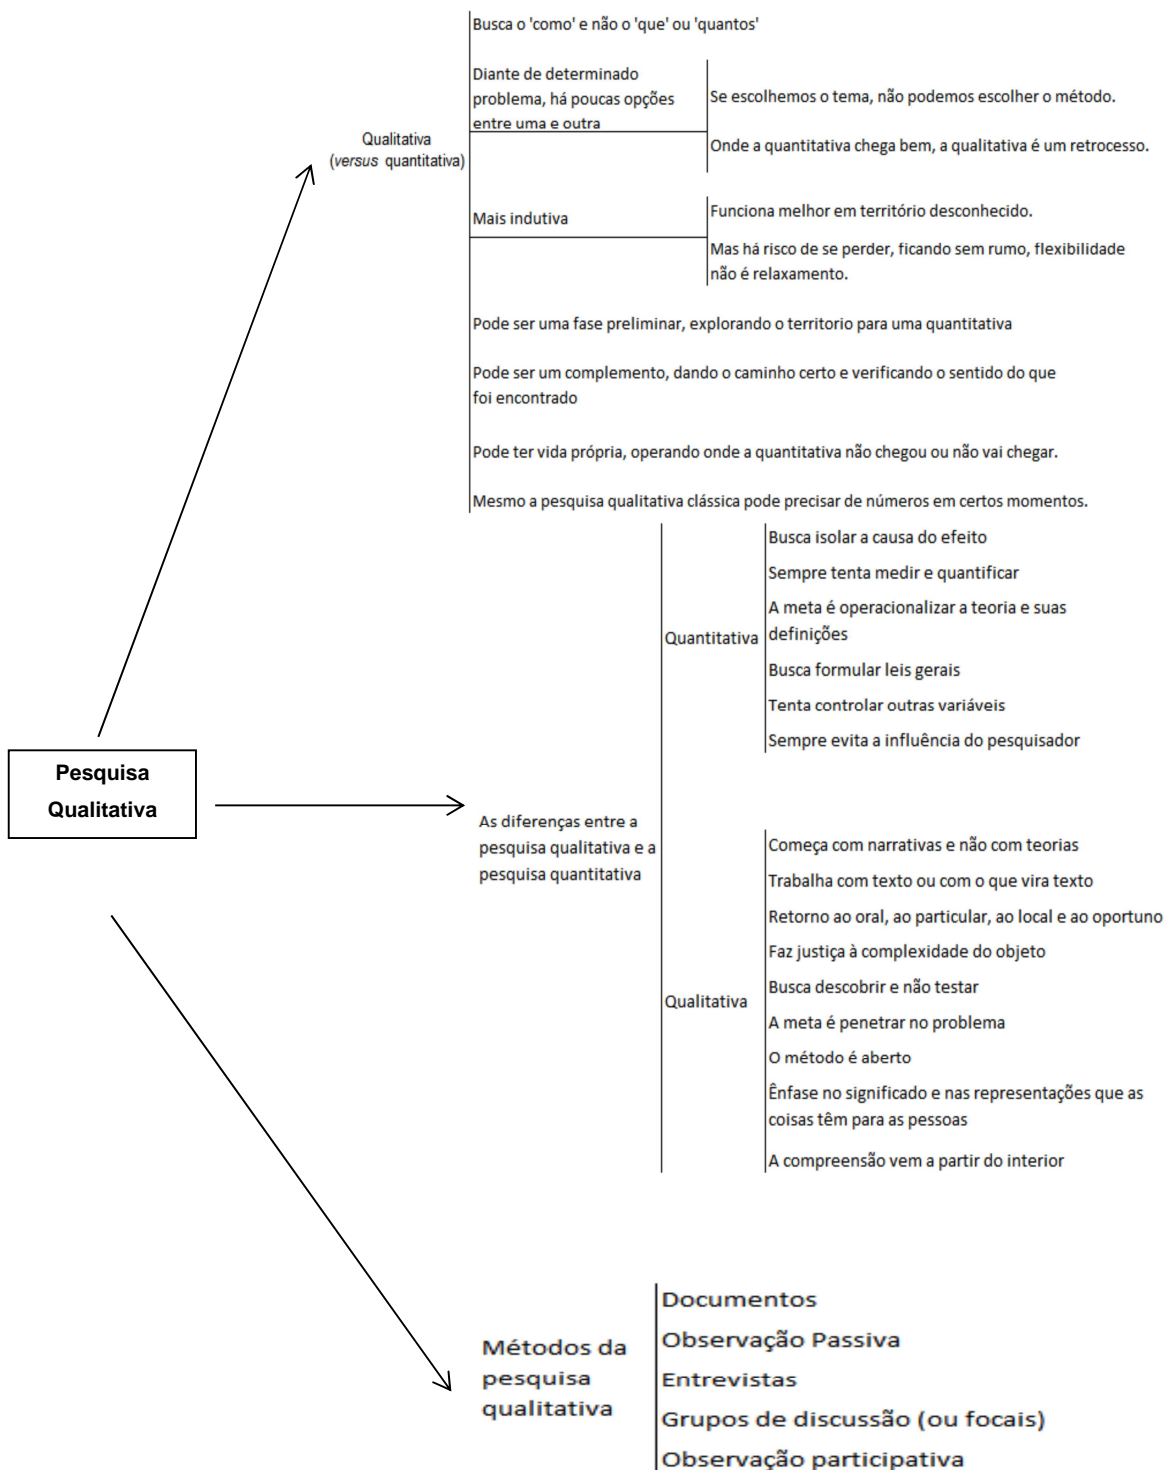 Busca o 'como' e não o 'que' ou 'quantos'
Diante de determinado
problema, há poucas opções
entre uma e outra
Se escolhemos o tema, não podemos escolher o método.
Onde a quantitativa chega bem, a qualitativa é um retrocesso.
Qualitativa
(versus quantitativa)
Mais indutiva
Funciona melhor em território desconhecido.
Mas há risco de se perder, ficando sem rumo, flexibilidade
não é relaxamento.
Pode ser uma fase preliminar, explorando o territorio para uma quantitativa
Pode ser um complemento, dando o caminho certo e verificando o sentido do que
foi encontrado
Pode ter vida própria, operando onde a quantitativa não chegou ou não vai chegar.
Mesmo a pesquisa qualitativa clássica pode precisar de números em certos momentos.
Pesquisa
Qualitativa
As diferenças entre a
pesquisa qualitativa e a
pesquisa quantitativa
Quantitativa
Busca isolar a causa do efeito
Sempre tenta medir e quantificar
A meta é operacionalizar a teoria e suas
definições
Busca formular leis gerais
Tenta controlar outras variáveis
Sempre evita a influência do pesquisador
Qualitativa
Começa com narrativas e não com teorias
Trabalha com texto ou com o que vira texto
Retorno ao oral, ao particular, ao local e ao oportuno
Faz justiça à complexidade do objeto
Busca descobrir e não testar
A meta é penetrar no problema
O método é aberto
Ênfase no significado e nas representações que as
coisas têm para as pessoas
A compreensão vem a partir do interior
Métodos da
pesquisa
qualitativa
Documentos
Observação Passiva
Entrevistas
Grupos de discussão (ou focais)
Observação participativa